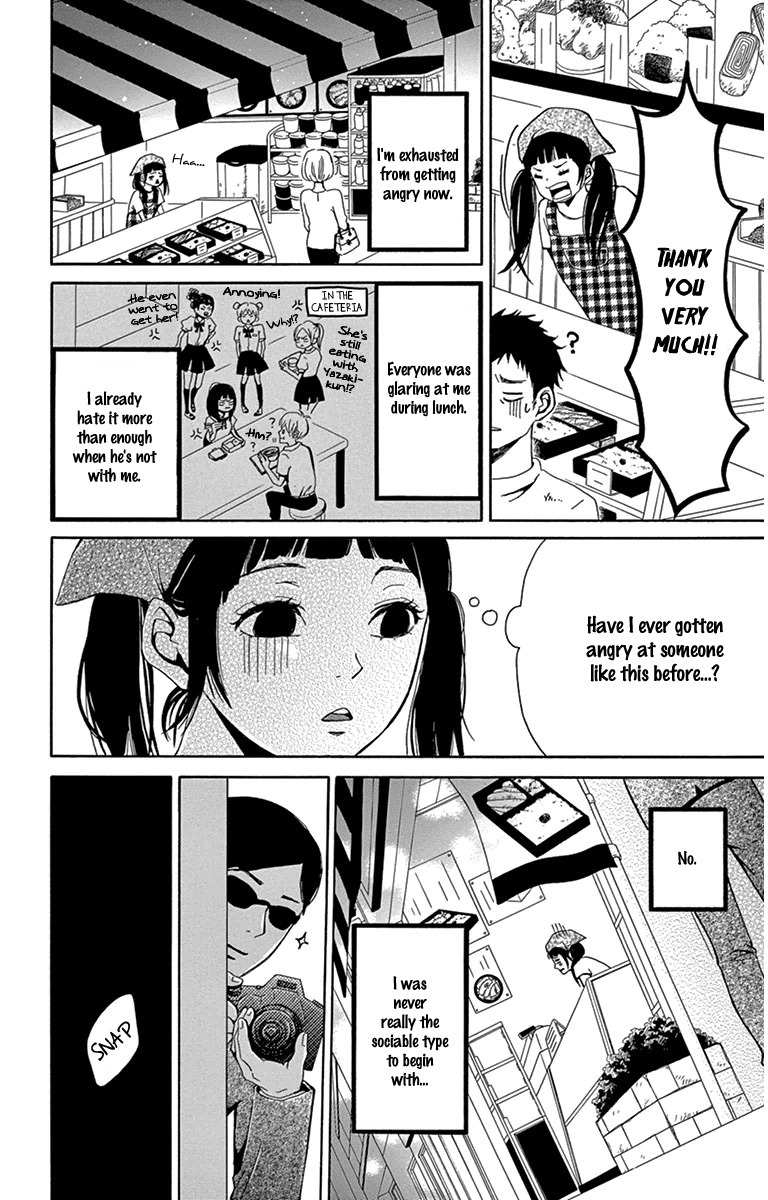 THANK
YOU
VERY
MUCH!!
?
Uh....
I'm exhausted
from getting
angry now.
Haa...
IN THE
CAFETERIA
Everyone was
glaring at me
during lunch.
She's
still
eating
with
Yazaki-
kun!?
Why!?
Annoying!
He even
went to
get her!
Hm?
?
?
I already
hate it more
than enough
when he's not
with me.
Have I ever gotten
angry at someone
like this before...?
No.
I was
never
really the
sociable type
to begin
with...
SNAP